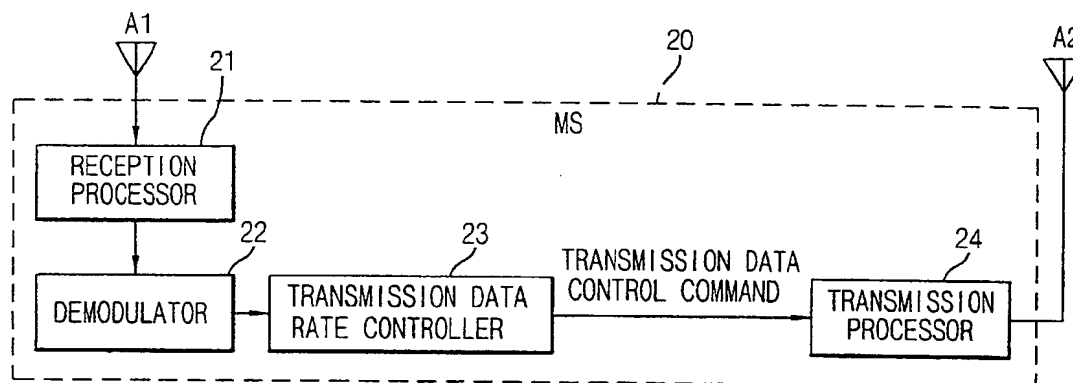 A1
21
20
A2
MS
RECEPTION
PROCESSOR
22
23
TRANSMISSION DATA
CONTROL COMMAND
24
DEMODULATOR
TRANSMISSION DATA
RATE CONTROLLER
TRANSMISSION
PROCESSOR